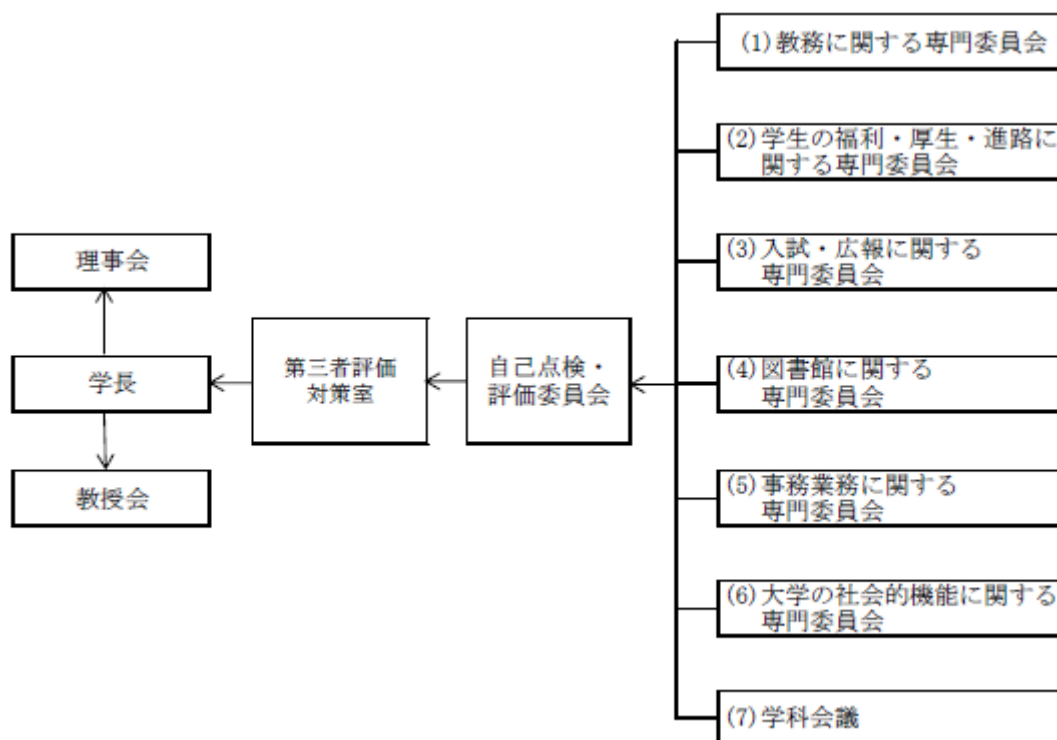 理事会
学長
教授会
第三者評価
対策室
自己点検・
評価委員会
(1)教務に関する専門委員会
(2)学生の福利・厚生・進路に
関する専門委員会
(3)入試・広報に関する
専門委員会
(4)図書館に関する
専門委員会
(5)事務業務に関する
専門委員会
(6)大学の社会的機能に関する
専門委員会
(7)学科会議